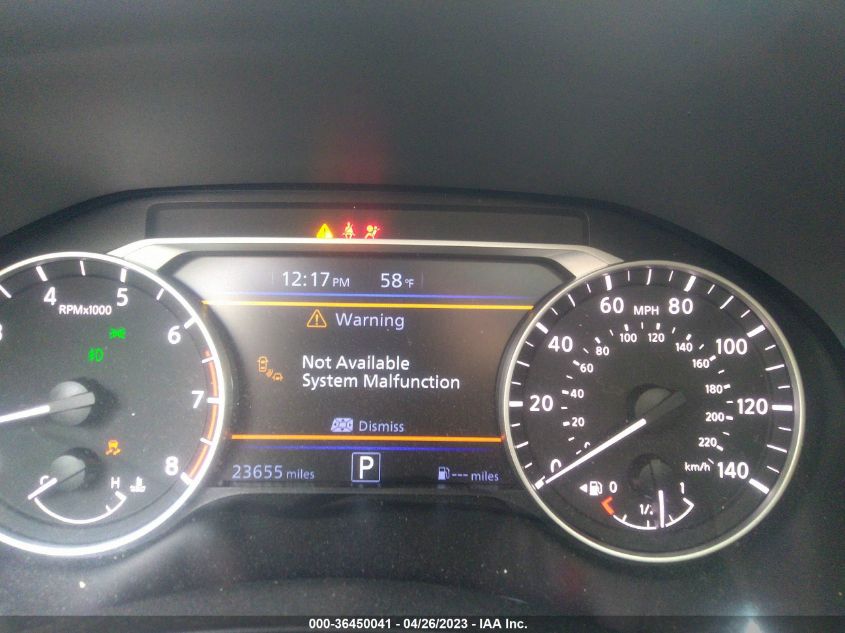 12:17 PM 58°F
Warning
Not Available
System Malfunction
Dismiss
23655 miles P --- miles
4 5 6 7 8
RPMx1000
C H
0 20 40 60 80 100 120 140
MPH
20 40 60 80 100 120 140 160 180 200 220
km/h
0 1/2 1
000-36450041 - 04/26/2023 - IAA Inc.